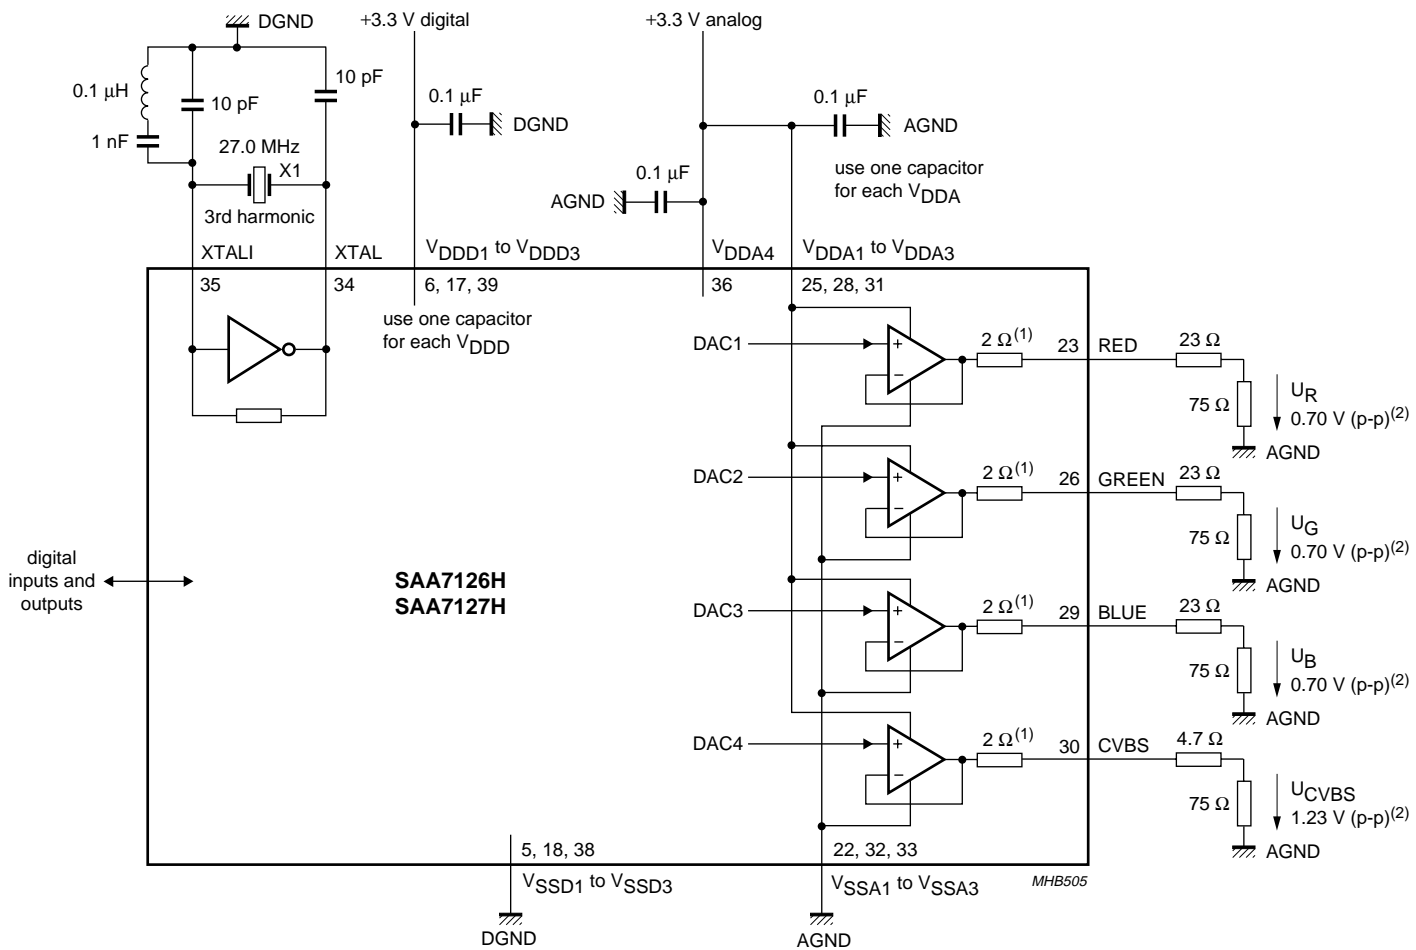 DGND
+3.3 V digital
+3.3 V analog
0.1 μH
10 pF
10 pF
1 nF
27.0 MHz
X1
3rd harmonic
0.1 μF
DGND
0.1 μF
AGND
use one capacitor
for each VDDA
0.1 μF
AGND
XTALI
XTAL
VDDD1 to VDDD3
VDDA4
VDDA1 to VDDA3
35
34
6, 17, 39
36
25, 28, 31
use one capacitor
for each VDDD
DAC1
+
−
2 Ω(1)
23
RED
23 Ω
75 Ω
UR
0.70 V (p-p)(2)
AGND
DAC2
+
−
2 Ω(1)
26
GREEN
23 Ω
75 Ω
UG
0.70 V (p-p)(2)
AGND
digital
inputs and
outputs
SAA7126H
SAA7127H
DAC3
+
−
2 Ω(1)
29
BLUE
23 Ω
75 Ω
UB
0.70 V (p-p)(2)
AGND
DAC4
+
−
2 Ω(1)
30
CVBS
4.7 Ω
75 Ω
UCVBS
1.23 V (p-p)(2)
AGND
5, 18, 38
22, 32, 33
VSSD1 to VSSD3
VSSA1 to VSSA3
MHB505
DGND
AGND